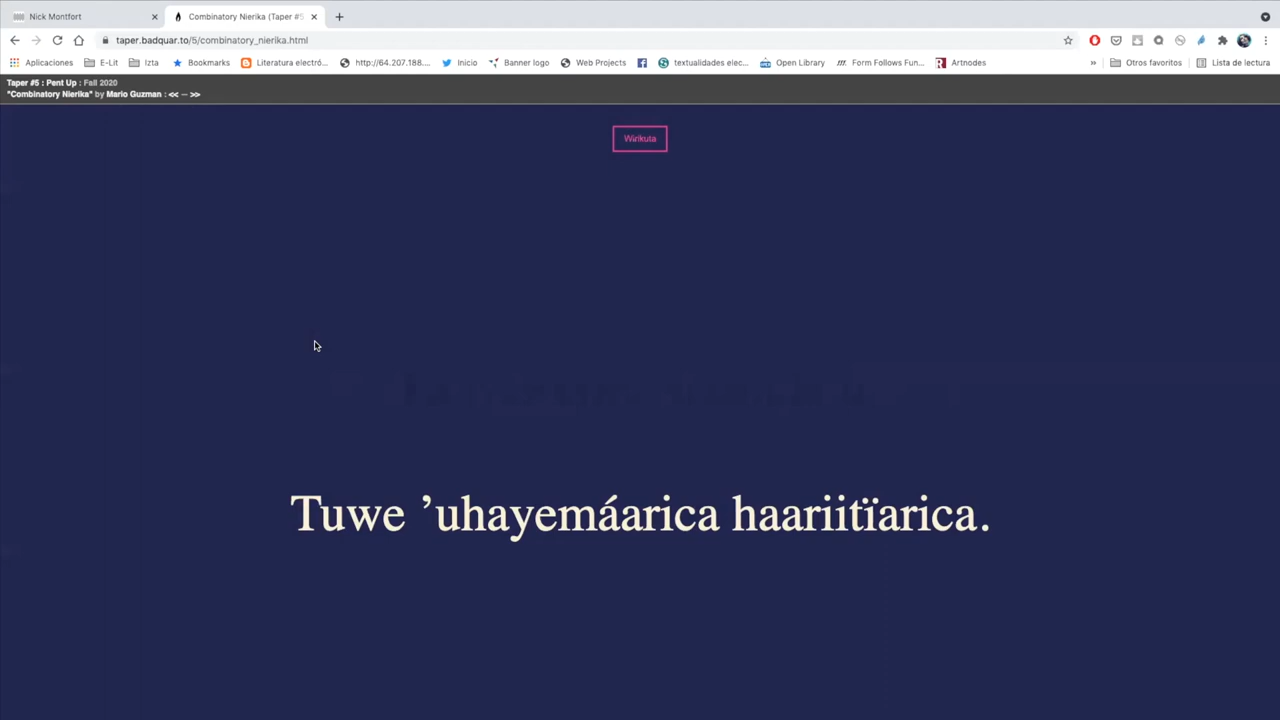 Nick Montfort
Combinatory Nierika (Taper #5
taper.badquar.to/5/combinatory_nierika.html
Aplicaciones E-Lit Izta Bookmarks Literatura electró... http://64.207.188.... Inicio Banner logo Web Projects textualidades elec... Open Library Form Follows Fun... Artnodes » Otros favoritos Lista de lectura
Taper #5 : Pent Up : Fall 2020
"Combinatory Nierika" by Mario Guzman : << — >>
Wirikuta
Tuwe ’uhayemáarica haariitïarica.